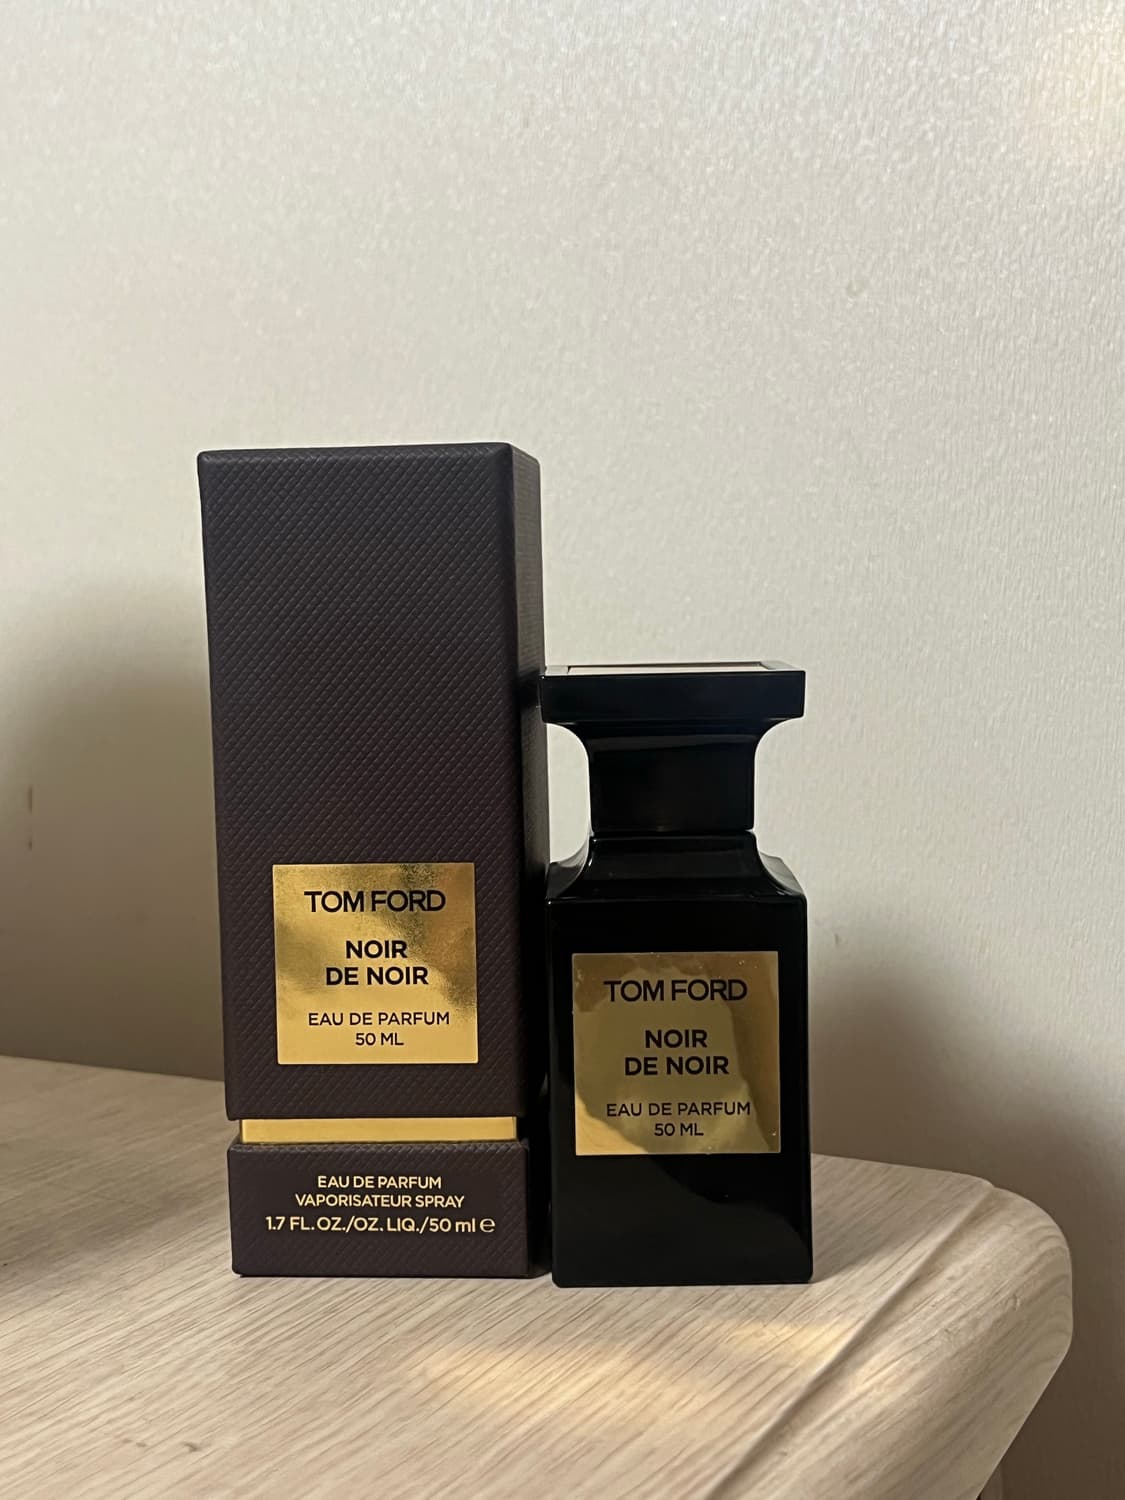 TOM FORD
NOIR
DE NOIR
EAU DE PARFUM
50 ML
EAU DE PARFUM
VAPORISATEUR SPRAY
1.7 FL.OZ./OZ.LIQ./50 ml ℮
TOM FORD
NOIR
DE NOIR
EAU DE PARFUM
50 ML